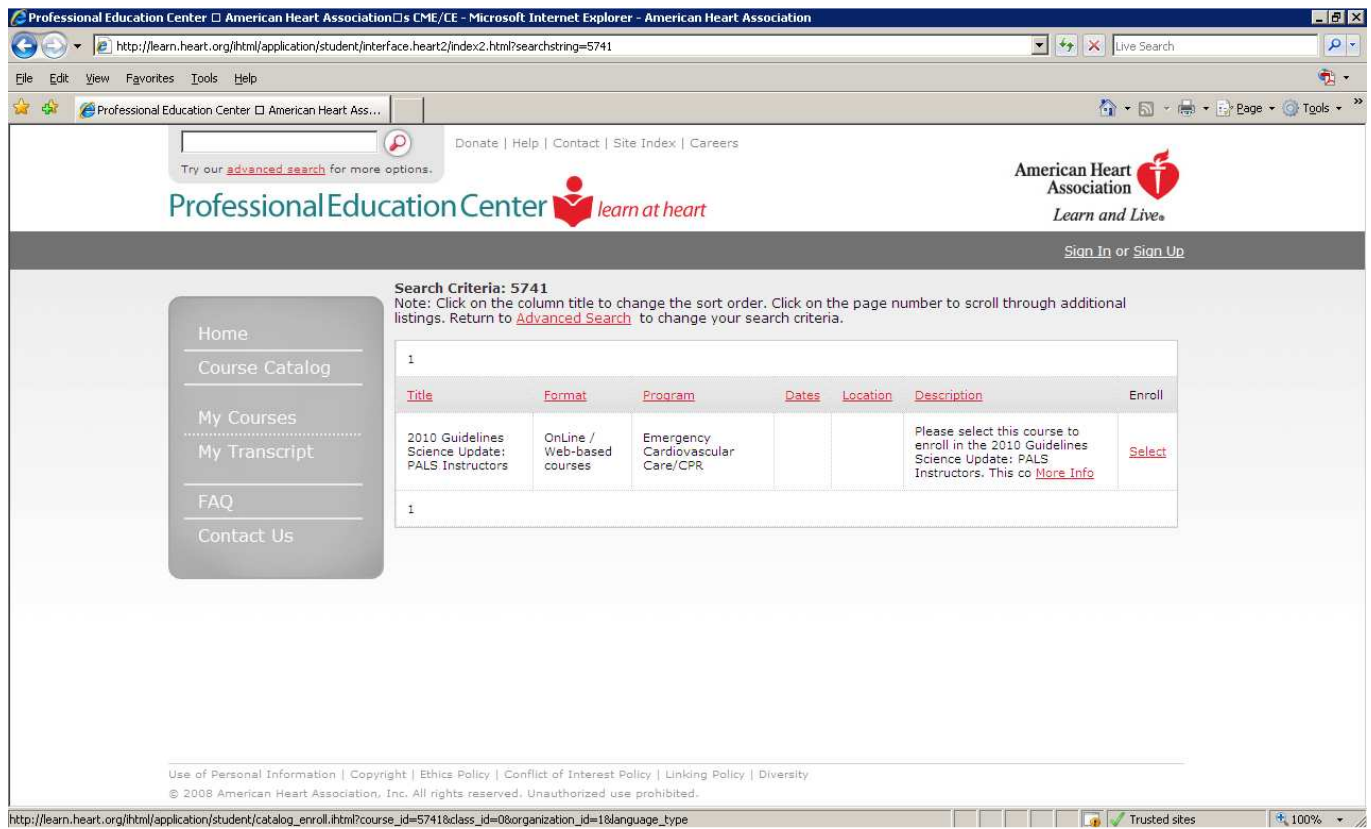 Professional Education Center □ American Heart Association□s CME/CE - Microsoft Internet Explorer - American Heart Association
http://learn.heart.org/ihtml/application/student/interface.heart2/index2.html?searchstring=5741
Live Search
File Edit View Favorites Tools Help
Professional Education Center □ American Heart Ass...
Page Tools
Donate | Help | Contact | Site Index | Careers
Try our advanced search for more options.
Professional Education Center learn at heart
American Heart
Association
Learn and Live®
Sign In or Sign Up
Home
Course Catalog
My Courses
My Transcript
FAQ
Contact Us
Search Criteria: 5741
Note: Click on the column title to change the sort order. Click on the page number to scroll through additional
listings. Return to Advanced Search to change your search criteria.
1
Title Format Program Dates Location Description Enroll
2010 Guidelines
Science Update:
PALS Instructors
OnLine /
Web-based
courses
Emergency
Cardiovascular
Care/CPR
Please select this course to
enroll in the 2010 Guidelines
Science Update: PALS
Instructors. This co More Info
Select
1
Use of Personal Information | Copyright | Ethics Policy | Conflict of Interest Policy | Linking Policy | Diversity
© 2008 American Heart Association, Inc. All rights reserved. Unauthorized use prohibited.
http://learn.heart.org/ihtml/application/student/catalog_enroll.ihtml?course_id=5741&class_id=0&organization_id=1&language_type
Trusted sites
100%